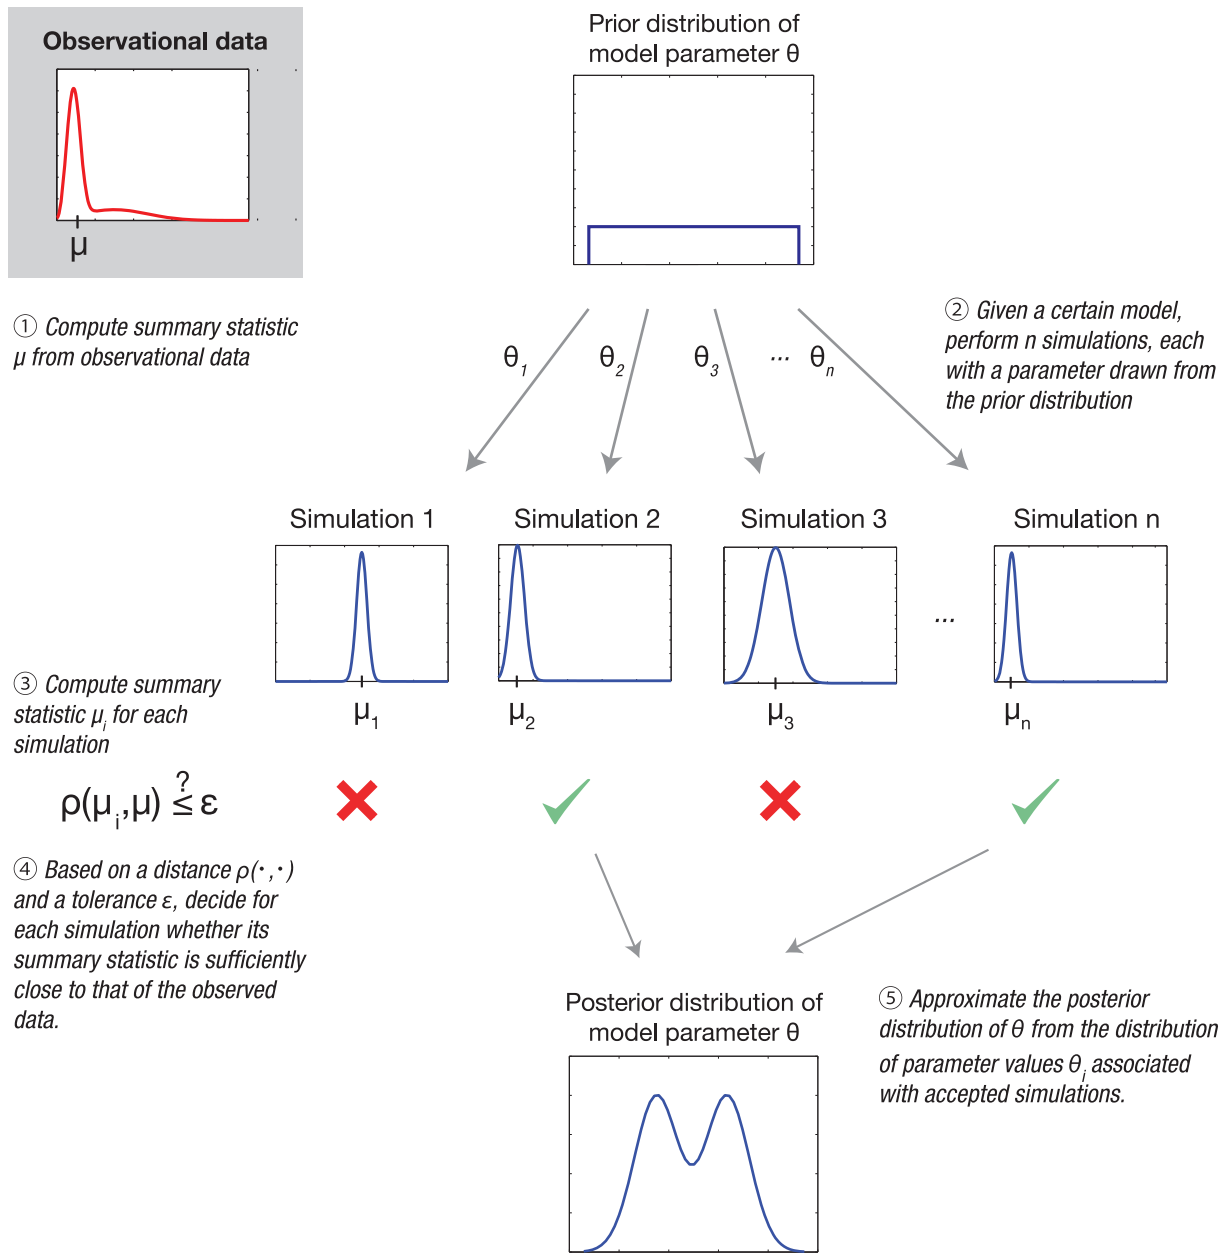 Observational data
μ
① Compute summary statistic
μ from observational data
Prior distribution of
model parameter θ
② Given a certain model,
perform n simulations, each
with a parameter drawn from
the prior distribution
θ1 θ2 θ3 ... θn
Simulation 1
Simulation 2
Simulation 3
Simulation n
...
μ1
μ2
μ3
μn
③ Compute summary
statistic μi for each
simulation
ρ(μi,μ) ≤? ε
④ Based on a distance ρ(·,·)
and a tolerance ε, decide for
each simulation whether its
summary statistic is sufficiently
close to that of the observed
data.
Posterior distribution of
model parameter θ
⑤ Approximate the posterior
distribution of θ from the distribution
of parameter values θi associated
with accepted simulations.